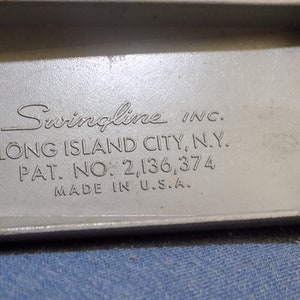 Swingline INC.
LONG ISLAND CITY, N.Y.
PAT. NO. 2,136,374
MADE IN U.S.A.